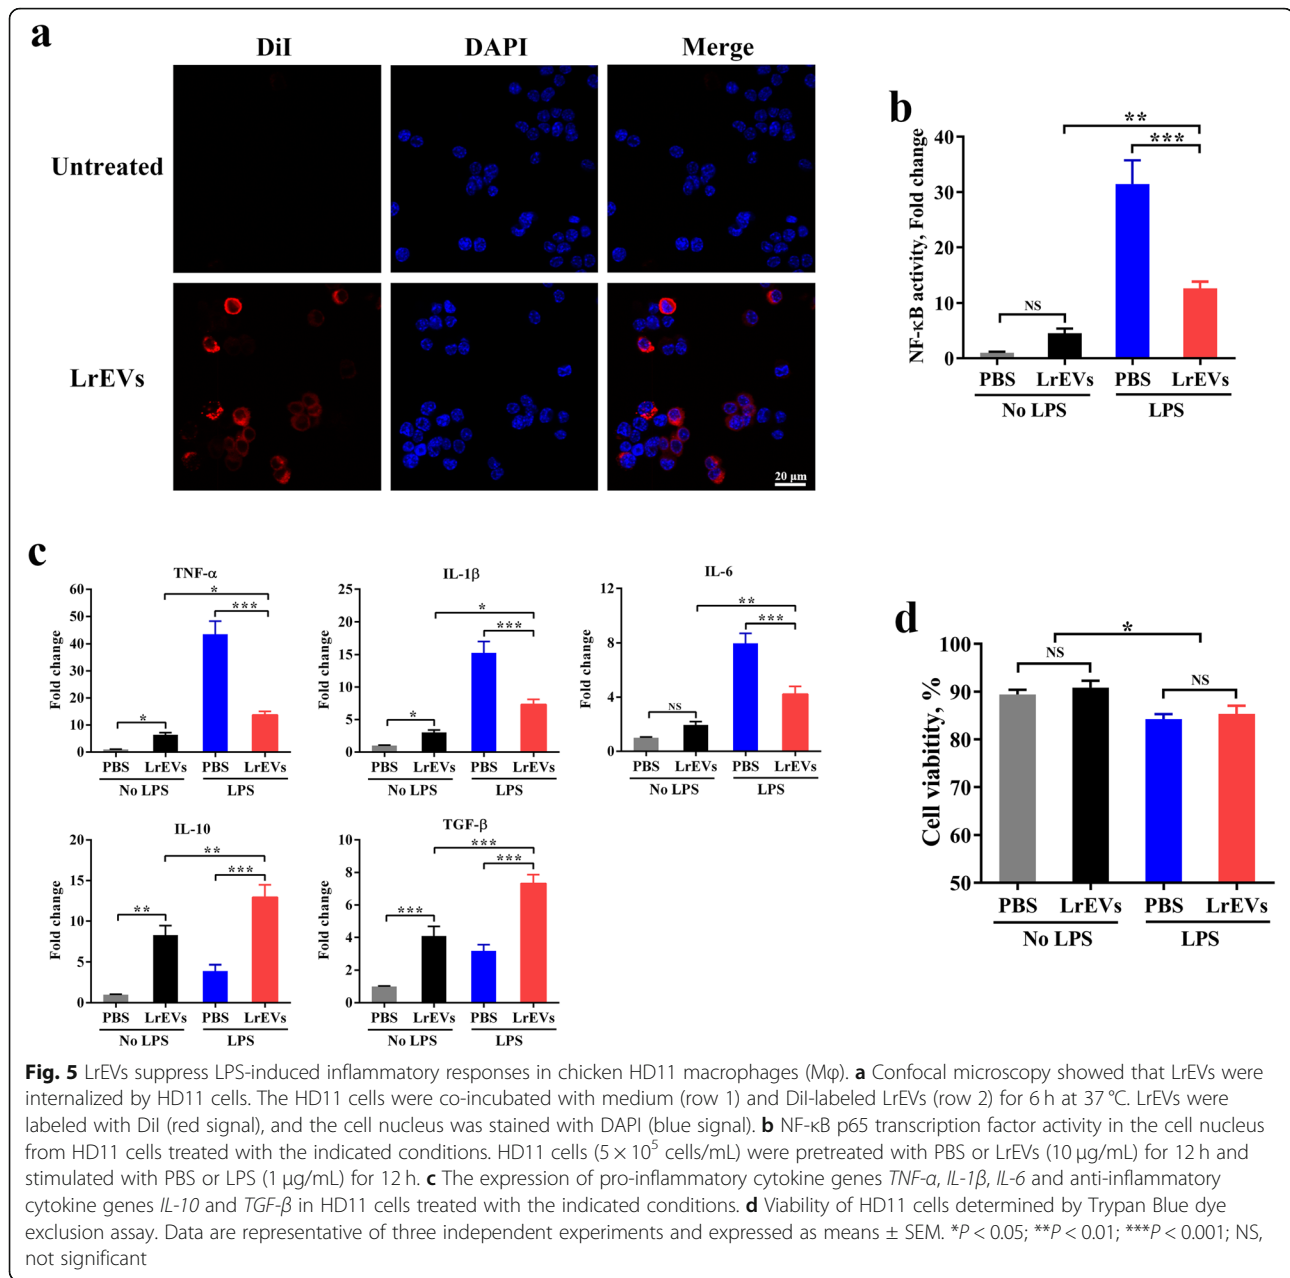 a
DiI
DAPI
Merge
Untreated
LrEVs
20 μm
b
NF-κB activity, Fold change
40
30
20
10
0
**
***
NS
PBS
LrEVs
PBS
LrEVs
No LPS
LPS
c
TNF-α
Fold change
60
50
40
30
20
10
0
*
***
*
PBS
LrEVs
PBS
LrEVs
No LPS
LPS
IL-1β
Fold change
25
20
15
10
5
0
*
***
*
PBS
LrEVs
PBS
LrEVs
No LPS
LPS
IL-6
Fold change
12
8
4
0
**
***
NS
PBS
LrEVs
PBS
LrEVs
No LPS
LPS
IL-10
Fold change
20
15
10
5
0
**
***
**
PBS
LrEVs
PBS
LrEVs
No LPS
LPS
TGF-β
Fold change
10
8
6
4
2
0
***
***
***
PBS
LrEVs
PBS
LrEVs
No LPS
LPS
d
Cell viabitity, %
100
90
80
70
60
50
*
NS
NS
PBS
LrEVs
PBS
LrEVs
No LPS
LPS
Fig. 5 LrEVs suppress LPS-induced inflammatory responses in chicken HD11 macrophages (Mφ). a Confocal microscopy showed that LrEVs were
internalized by HD11 cells. The HD11 cells were co-incubated with medium (row 1) and DiI-labeled LrEVs (row 2) for 6 h at 37 °C. LrEVs were
labeled with DiI (red signal), and the cell nucleus was stained with DAPI (blue signal). b NF-κB p65 transcription factor activity in the cell nucleus
from HD11 cells treated with the indicated conditions. HD11 cells (5 × 10⁵ cells/mL) were pretreated with PBS or LrEVs (10 μg/mL) for 12 h and
stimulated with PBS or LPS (1 μg/mL) for 12 h. c The expression of pro-inflammatory cytokine genes TNF-α, IL-1β, IL-6 and anti-inflammatory
cytokine genes IL-10 and TGF-β in HD11 cells treated with the indicated conditions. d Viability of HD11 cells determined by Trypan Blue dye
exclusion assay. Data are representative of three independent experiments and expressed as means ± SEM. *P < 0.05; **P < 0.01; ***P < 0.001; NS,
not significant